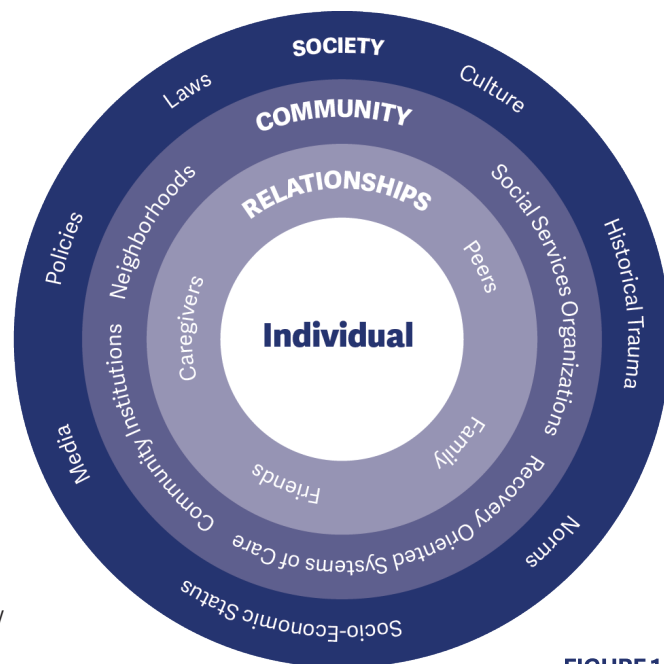 SOCIETY
Laws
Culture
Policies
Historical Trauma
Media
Norms
Socio-Economic Status
COMMUNITY
Neighborhoods
Social Services Organizations
Community Institutions
Recovery Oriented Systems of Care
RELATIONSHIPS
Peers
Caregivers
Family
Friends
Individual
FIGURE 1